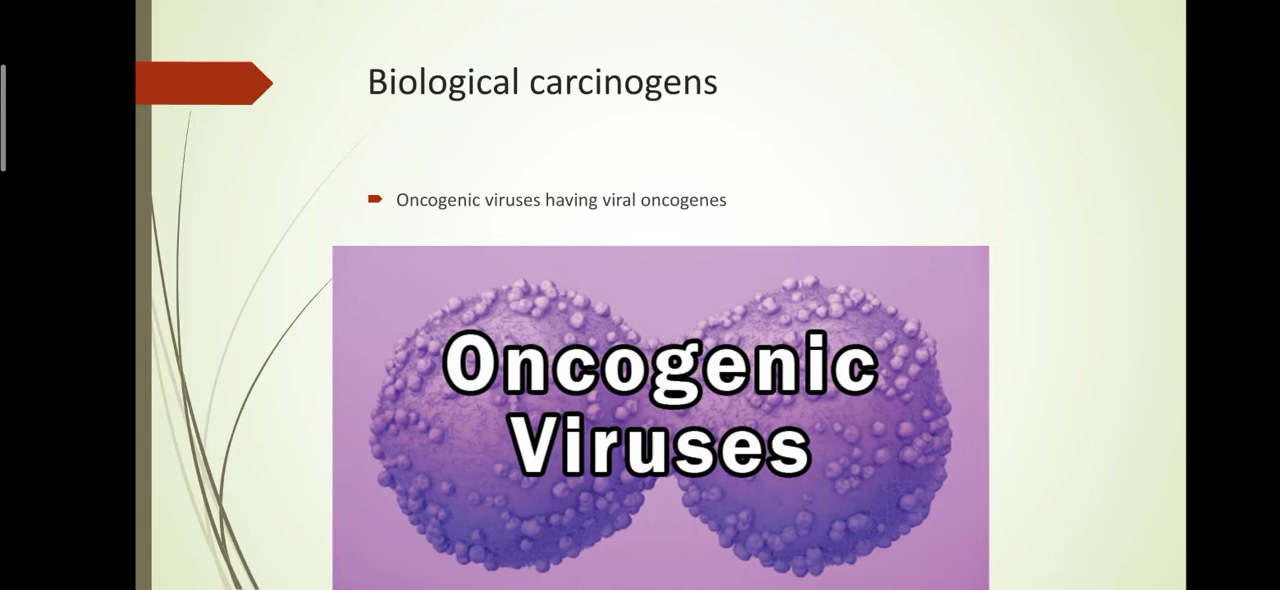 Biological carcinogens
Oncogenic viruses having viral oncogenes
Oncogenic
Viruses